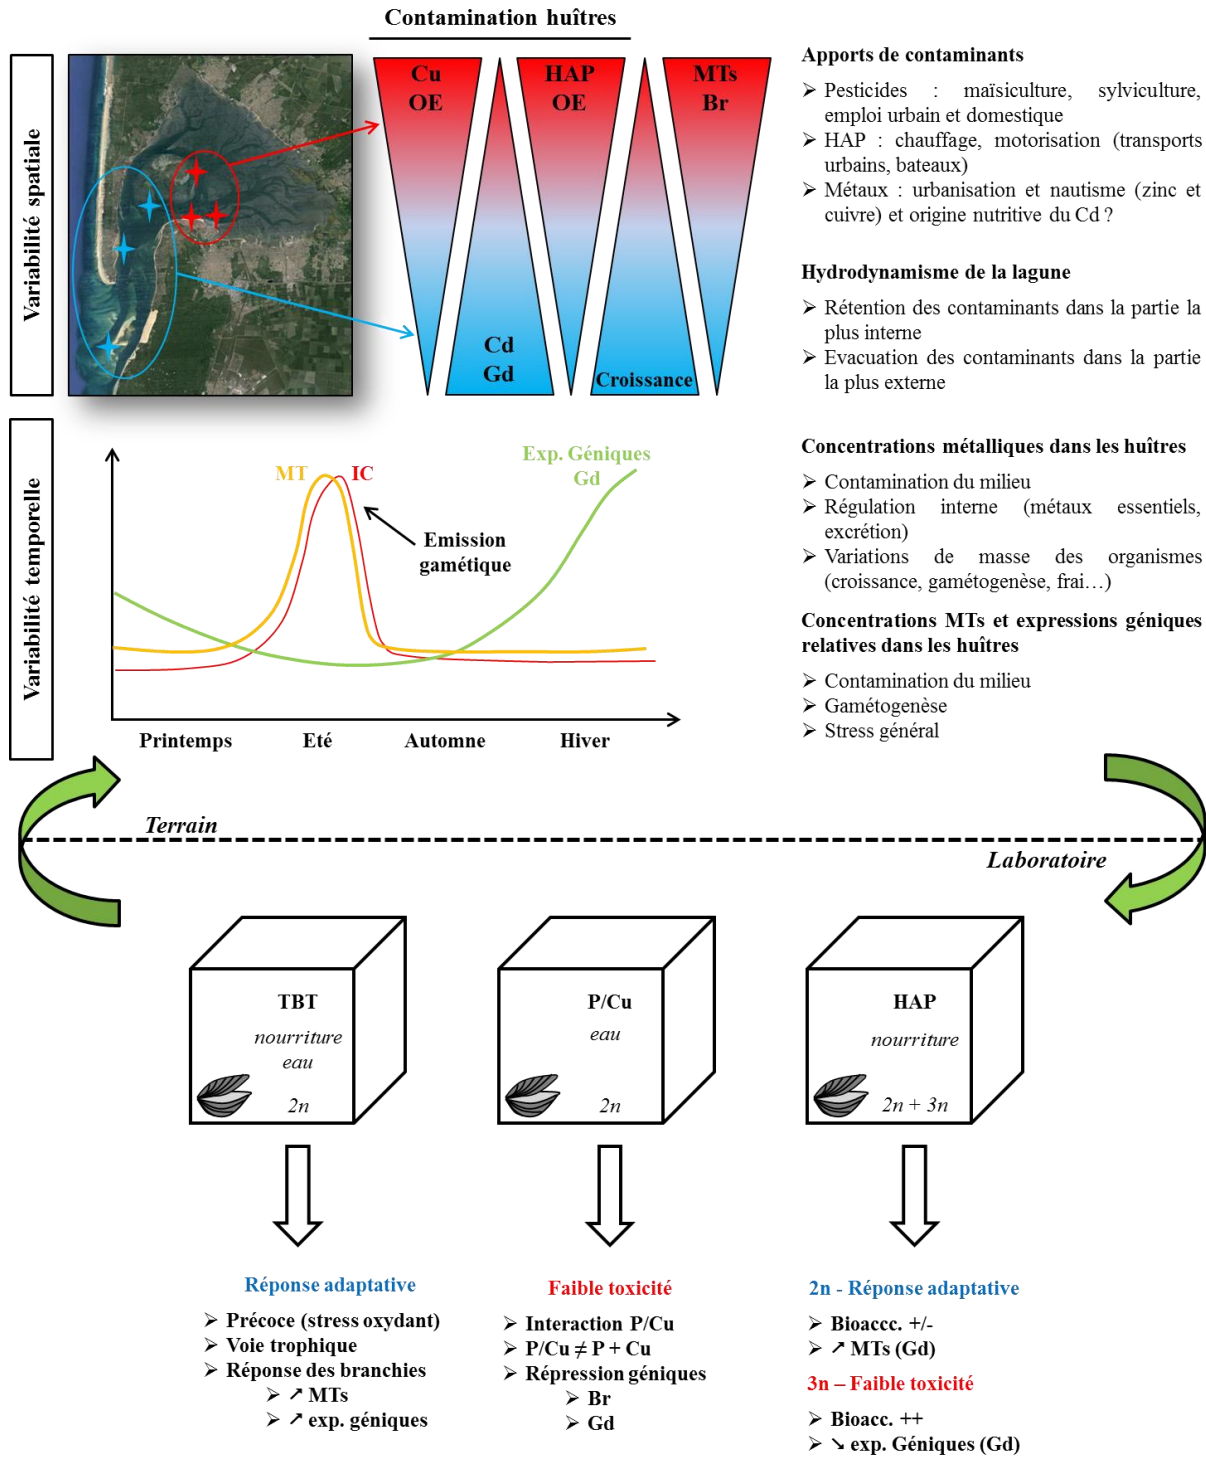 Contamination huîtres
Variabilité spatiale
Cu
OE
HAP
OE
MTs
Br
Cd
Gd
Croissance
Apports de contaminants
➢ Pesticides : maïsiculture, sylviculture,
emploi urbain et domestique
➢ HAP : chauffage, motorisation (transports
urbains, bateaux)
➢ Métaux : urbanisation et nautisme (zinc et
cuivre) et origine nutritive du Cd ?
Hydrodynamisme de la lagune
➢ Rétention des contaminants dans la partie la
plus interne
➢ Evacuation des contaminants dans la partie
la plus externe
Variabilité temporelle
MT
IC
Exp. Géniques
Gd
Emission
gamétique
Printemps
Eté
Automne
Hiver
Concentrations métalliques dans les huîtres
➢ Contamination du milieu
➢ Régulation interne (métaux essentiels,
excrétion)
➢ Variations de masse des organismes
(croissance, gamétogenèse, frai…)
Concentrations MTs et expressions géniques
relatives dans les huîtres
➢ Contamination du milieu
➢ Gamétogenèse
➢ Stress général
Terrain
Laboratoire
TBT
nourriture
eau
2n
P/Cu
eau
2n
HAP
nourriture
2n + 3n
Réponse adaptative
➢ Précoce (stress oxydant)
➢ Voie trophique
➢ Réponse des branchies
➢ ↗ MTs
➢ ↗ exp. géniques
Faible toxicité
➢ Interaction P/Cu
➢ P/Cu ≠ P + Cu
➢ Répression géniques
➢ Br
➢ Gd
2n - Réponse adaptative
➢ Bioaccc. +/-
➢ ↗ MTs (Gd)
3n – Faible toxicité
➢ Bioacc. ++
➢ ↘ exp. Géniques (Gd)